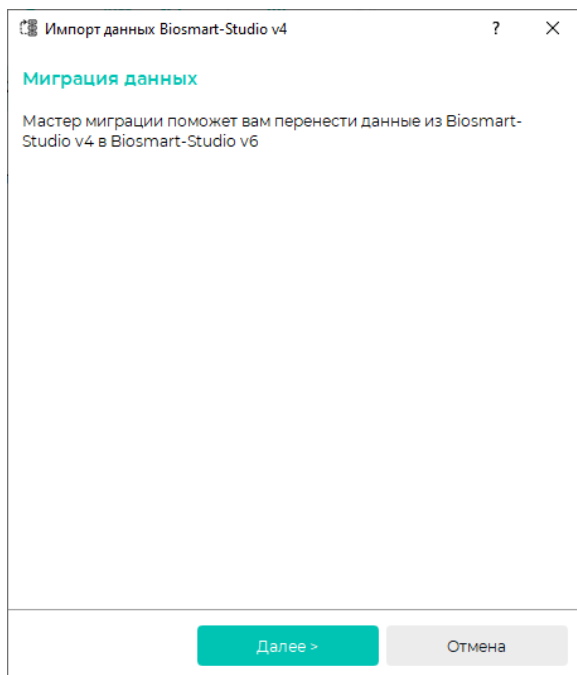 Импорт данных Biosmart-Studio v4
?
Миграция данных
Мастер миграции поможет вам перенести данные из Biosmart-
Studio v4 в Biosmart-Studio v6
Далее >
Отмена